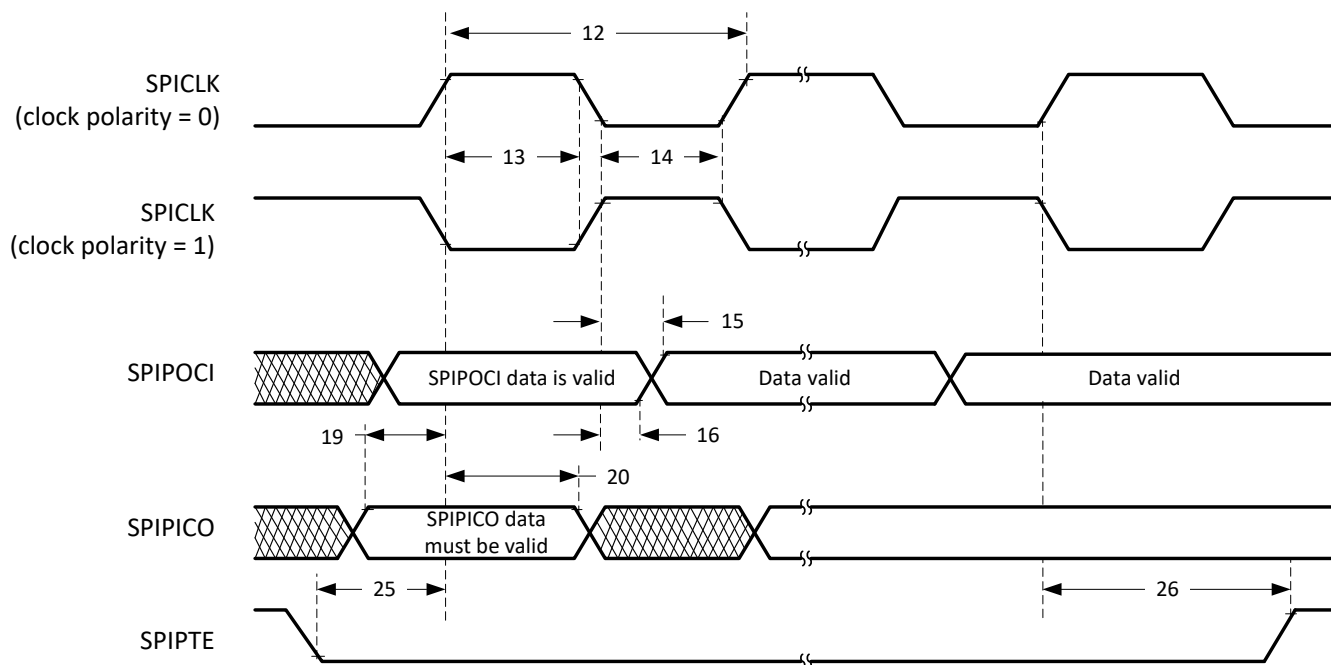 12
SPICLK
(clock polarity = 0)
13
14
SPICLK
(clock polarity = 1)
15
SPIPOCI
SPIPOCI data is valid
Data valid
Data valid
19
16
20
SPIPICO
SPIPICO data
must be valid
25
26
SPIPTE